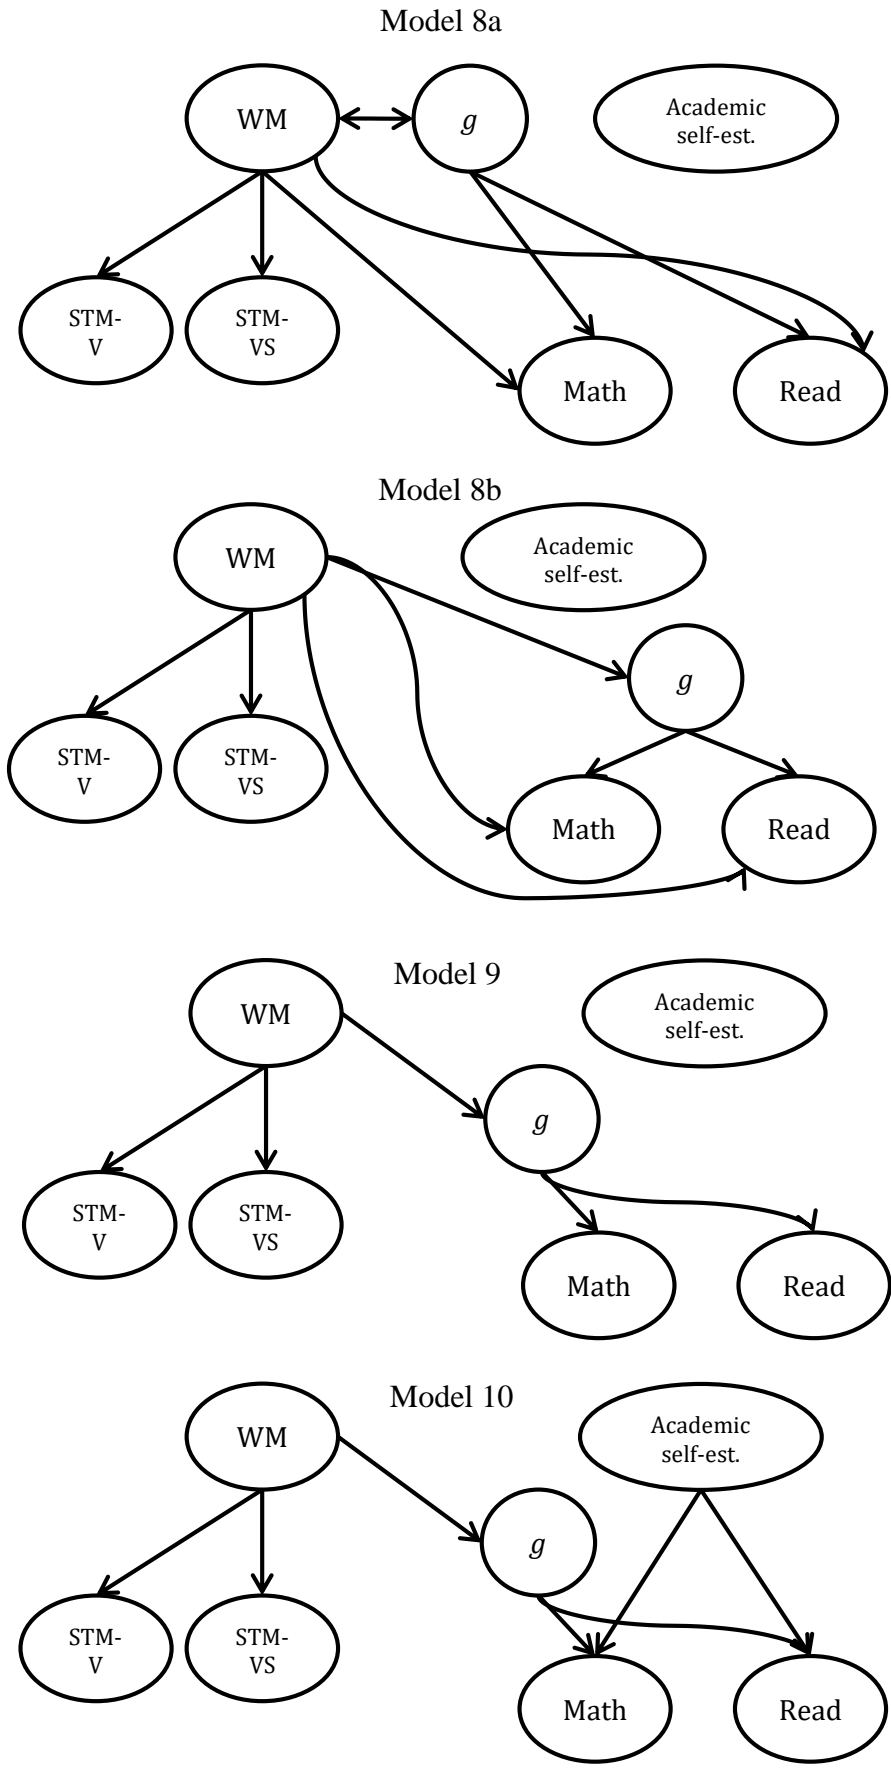 Model 8a
WM
g
Academic
self-est.
STM-
V
STM-
VS
Math
Read
Model 8b
WM
Academic
self-est.
g
STM-
V
STM-
VS
Math
Read
Model 9
WM
Academic
self-est.
g
STM-
V
STM-
VS
Math
Read
Model 10
WM
Academic
self-est.
g
STM-
V
STM-
VS
Math
Read